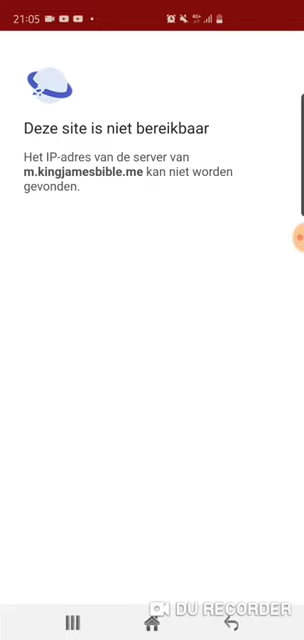 21:05
4G+
Deze site is niet bereikbaar
Het IP-adres van de server van
m.kingjamesbible.me kan niet worden
gevonden.
DU RECORDER